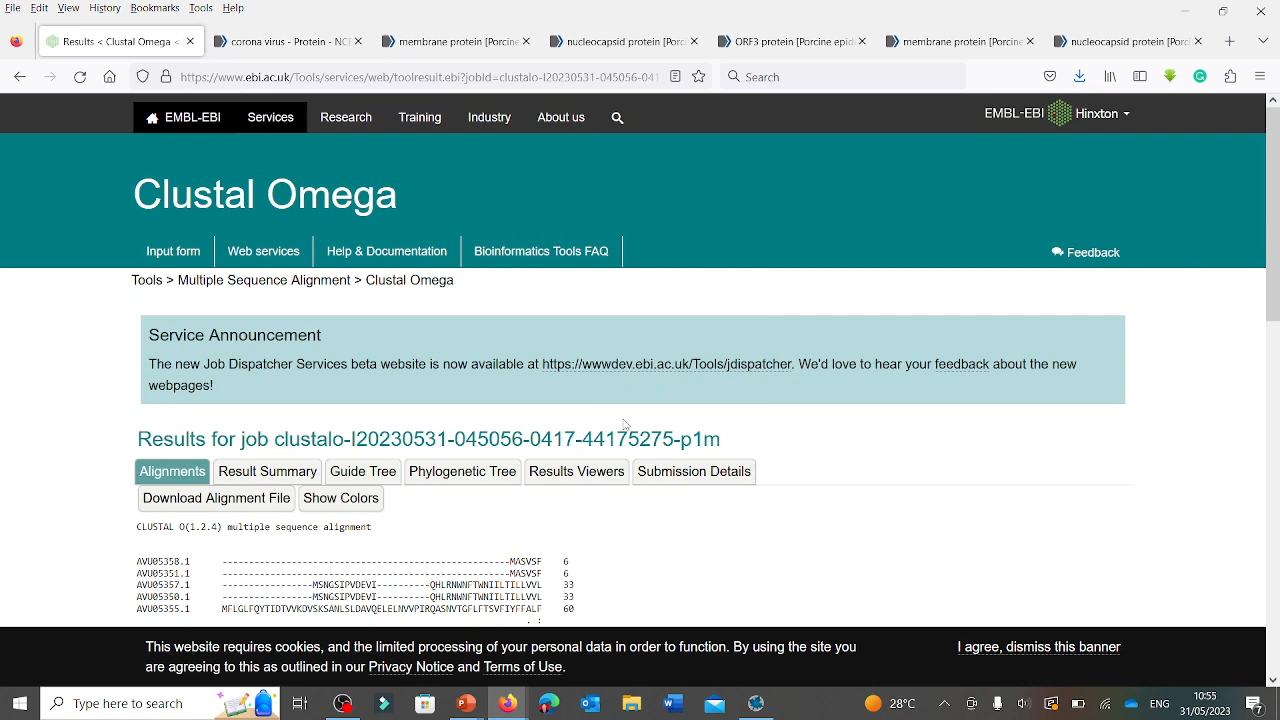 File Edit View History Bookmarks Tools Help
Results < Clustal Omega < corona virus - Protein - NCB membrane protein [Porcine e nucleocapsid protein [Porc ORF3 protein [Porcine epid membrane protein [Porcine nucleocapsid protein [Porc
https://www.ebi.ac.uk/Tools/services/web/toolresult.ebi?jobId=clustalo-I20230531-045056-041 Search
EMBL-EBI Services Research Training Industry About us EMBL-EBI Hinxton
Clustal Omega
Input form Web services Help & Documentation Bioinformatics Tools FAQ Feedback
Tools > Multiple Sequence Alignment > Clustal Omega
Service Announcement
The new Job Dispatcher Services beta website is now available at https://wwwdev.ebi.ac.uk/Tools/jdispatcher. We'd love to hear your feedback about the new
webpages!
Results for job clustalo-I20230531-045056-0417-44175275-p1m
Alignments Result Summary Guide Tree Phylogenetic Tree Results Viewers Submission Details
Download Alignment File Show Colors
CLUSTAL O(1.2.4) multiple sequence alignment
AVU05358.1 ------------------------------------------------------MASVSF 6
AVU05351.1 ------------------------------------------------------MASVSF 6
AVU05357.1 -----------------MSNGSIPVDEVI----------QHLRNWNFTWNIILTILLVVL 33
AVU05350.1 -----------------MSNGSIPVDEVI----------QHLRNWNFTWNIILTILLVVL 33
AVU05355.1 MFLGLFQYTIDTVVKDVSKSANLSLDAVQELELNVVPIRQASNVTGFLFTSVFIYFFALF 60
. :
This website requires cookies, and the limited processing of your personal data in order to function. By using the site you
are agreeing to this as outlined in our Privacy Notice and Terms of Use.
I agree, dismiss this banner
Type here to search 28°C ENG 10:55
31/05/2023